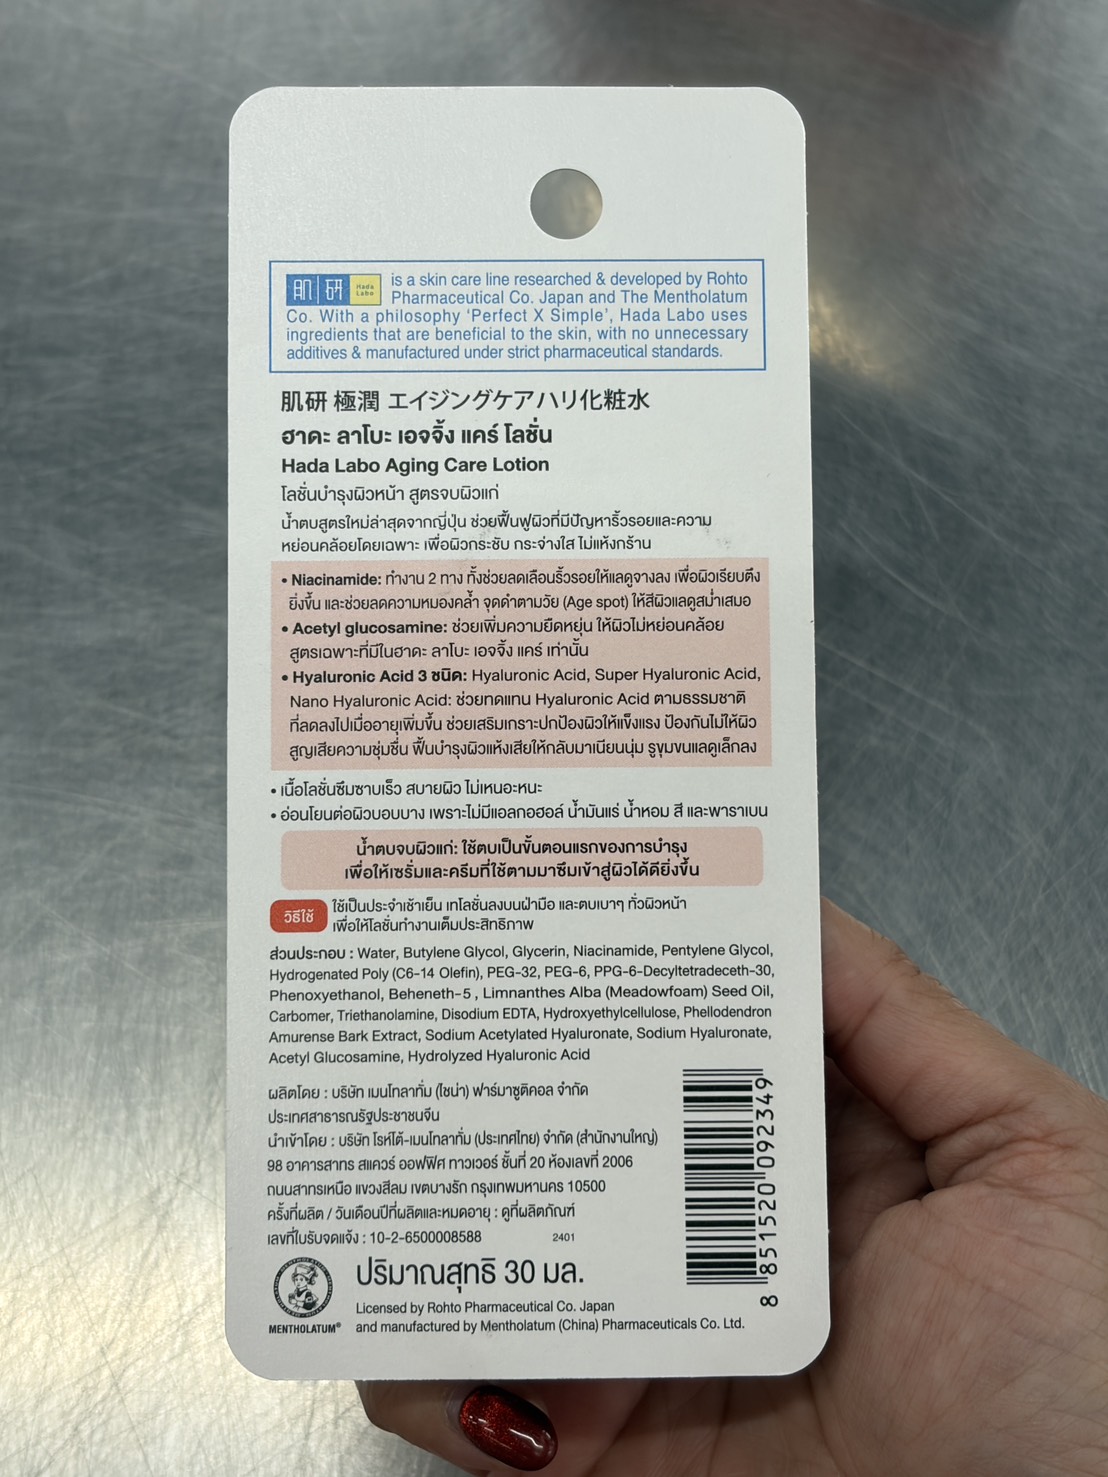 肌研 Hada Labo is a skin care line researched & developed by Rohto
Pharmaceutical Co. Japan and The Mentholatum
Co. With a philosophy 'Perfect X Simple', Hada Labo uses
ingredients that are beneficial to the skin, with no unnecessary
additives & manufactured under strict pharmaceutical standards.
肌研 極潤 エイジングケアハリ化粧水
ฮาดะ ลาโบะ เอจจิ้ง แคร์ โลชั่น
Hada Labo Aging Care Lotion
โลชั่นบำรุงผิวหน้า สูตรจบผิวแก่
น้ำตบสูตรใหม่ล่าสุดจากญี่ปุ่น ช่วยฟื้นฟูผิวที่มีปัญหาริ้วรอยและความ
หย่อนคล้อยโดยเฉพาะ เพื่อผิวกระชับ กระจ่างใส ไม่แห้งกร้าน
• Niacinamide: ทำงาน 2 ทาง ทั้งช่วยลดเลือนริ้วรอยให้แลดูจางลง เพื่อผิวเรียบตึง
ยิ่งขึ้น และช่วยลดความหมองคล้ำ จุดด่างดำตามวัย (Age spot) ให้สีผิวแลดูสม่ำเสมอ
• Acetyl glucosamine: ช่วยเพิ่มความยืดหยุ่น ให้ผิวไม่หย่อนคล้อย
สูตรเฉพาะที่มีในฮาดะ ลาโบะ เอจจิ้ง แคร์ เท่านั้น
• Hyaluronic Acid 3 ชนิด: Hyaluronic Acid, Super Hyaluronic Acid,
Nano Hyaluronic Acid: ช่วยทดแทน Hyaluronic Acid ตามธรรมชาติ
ที่ลดลงไปเมื่ออายุเพิ่มขึ้น ช่วยเสริมเกราะปกป้องผิวให้แข็งแรง ป้องกันไม่ให้ผิว
สูญเสียความชุ่มชื่น ฟื้นบำรุงผิวแห้งเสียให้กลับมาเนียนนุ่ม รูขุมขนแลดูเล็กลง
• เนื้อโลชั่นซึมซาบเร็ว สบายผิว ไม่เหนอะหนะ
• อ่อนโยนต่อผิวบอบบาง เพราะไม่มีแอลกอฮอล์ น้ำมันแร่ น้ำหอม สี และพาราเบน
น้ำตบจบผิวแก่: ใช้ตบเป็นขั้นตอนแรกของการบำรุง
เพื่อให้เซรั่มและครีมที่ใช้ตามมาซึมเข้าสู่ผิวได้ดียิ่งขึ้น
วิธีใช้ ใช้เป็นประจำเช้าเย็น เทโลชั่นลงบนฝ่ามือ และตบเบาๆ ทั่วผิวหน้า
เพื่อให้โลชั่นทำงานเต็มประสิทธิภาพ
ส่วนประกอบ : Water, Butylene Glycol, Glycerin, Niacinamide, Pentylene Glycol,
Hydrogenated Poly (C6-14 Olefin), PEG-32, PEG-6, PPG-6-Decyltetradeceth-30,
Phenoxyethanol, Beheneth-5 , Limnanthes Alba (Meadowfoam) Seed Oil,
Carbomer, Triethanolamine, Disodium EDTA, Hydroxyethylcellulose, Phellodendron
Amurense Bark Extract, Sodium Acetylated Hyaluronate, Sodium Hyaluronate,
Acetyl Glucosamine, Hydrolyzed Hyaluronic Acid
ผลิตโดย : บริษัท เมนโทลาทั่ม (ไชน่า) ฟาร์มาซูติคอล จำกัด
ประเทศสาธารณรัฐประชาชนจีน
นำเข้าโดย : บริษัท โรห์โต้-เมนโทลาทั่ม (ประเทศไทย) จำกัด (สำนักงานใหญ่)
98 อาคารสาทร สแควร์ ออฟฟิศ ทาวเวอร์ ชั้นที่ 20 ห้องเลขที่ 2006
ถนนสาทรเหนือ แขวงสีลม เขตบางรัก กรุงเทพมหานคร 10500
ครั้งที่ผลิต / วันเดือนปีที่ผลิตและหมดอายุ : ดูที่ผลิตภัณฑ์
เลขที่ใบรับจดแจ้ง : 10-2-6500008588 2401
ปริมาณสุทธิ 30 มล.
Licensed by Rohto Pharmaceutical Co. Japan
and manufactured by Mentholatum (China) Pharmaceuticals Co. Ltd.
MENTHOLATUM®
8 851520 092349